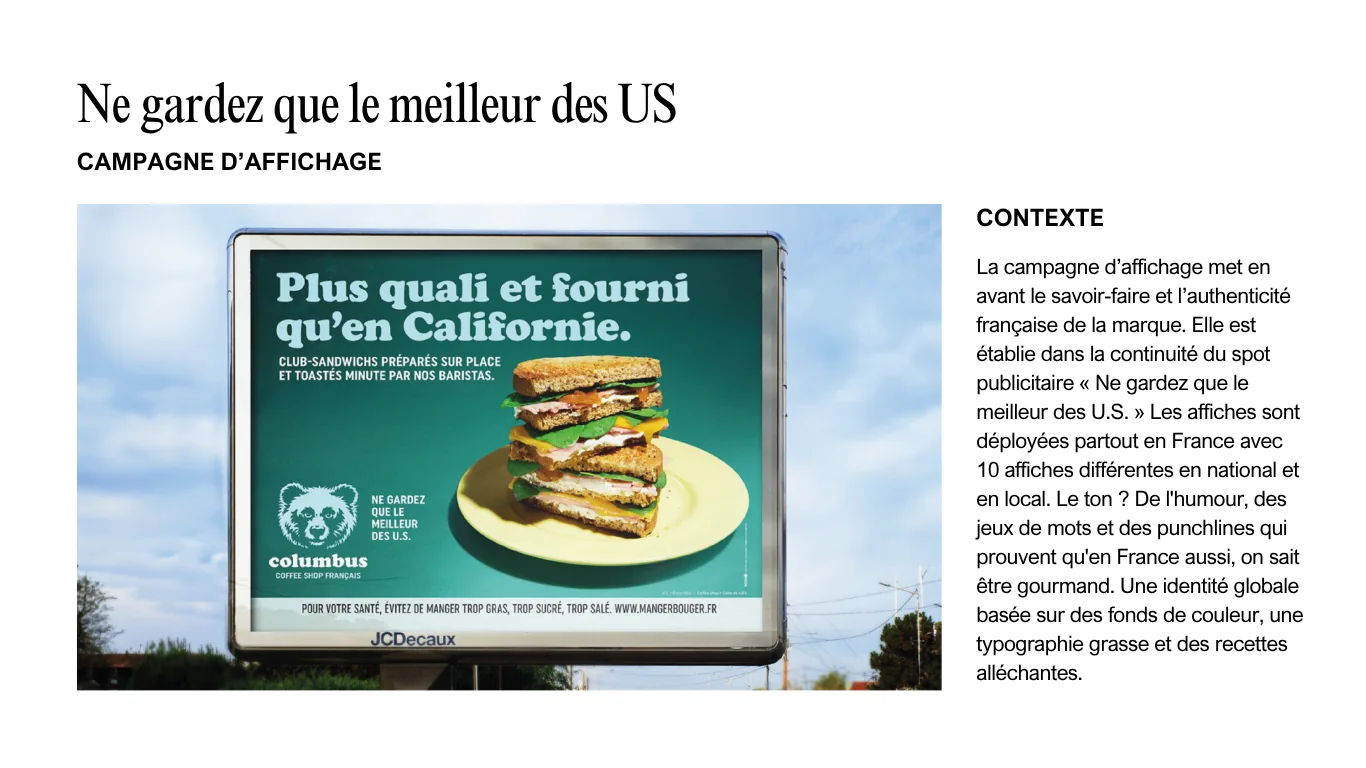 Ne gardez que le meilleur des US
CAMPAGNE D’AFFICHAGE
Plus quali et fourni
qu’en Californie.
CLUB-SANDWICHS PRÉPARÉS SUR PLACE
ET TOASTÉS MINUTE PAR NOS BARISTAS.
NE GARDEZ
QUE LE
MEILLEUR
DES U.S.
columbus
COFFEE SHOP FRANÇAIS
POUR VOTRE SANTÉ, ÉVITEZ DE MANGER TROP GRAS, TROP SUCRÉ, TROP SALÉ. WWW.MANGERBOUGER.FR
JCDecaux
CONTEXTE
La campagne d’affichage met en
avant le savoir-faire et l’authenticité
française de la marque. Elle est
établie dans la continuité du spot
publicitaire « Ne gardez que le
meilleur des U.S. » Les affiches sont
déployées partout en France avec
10 affiches différentes en national et
en local. Le ton ? De l'humour, des
jeux de mots et des punchlines qui
prouvent qu'en France aussi, on sait
être gourmand. Une identité globale
basée sur des fonds de couleur, une
typographie grasse et des recettes
alléchantes.